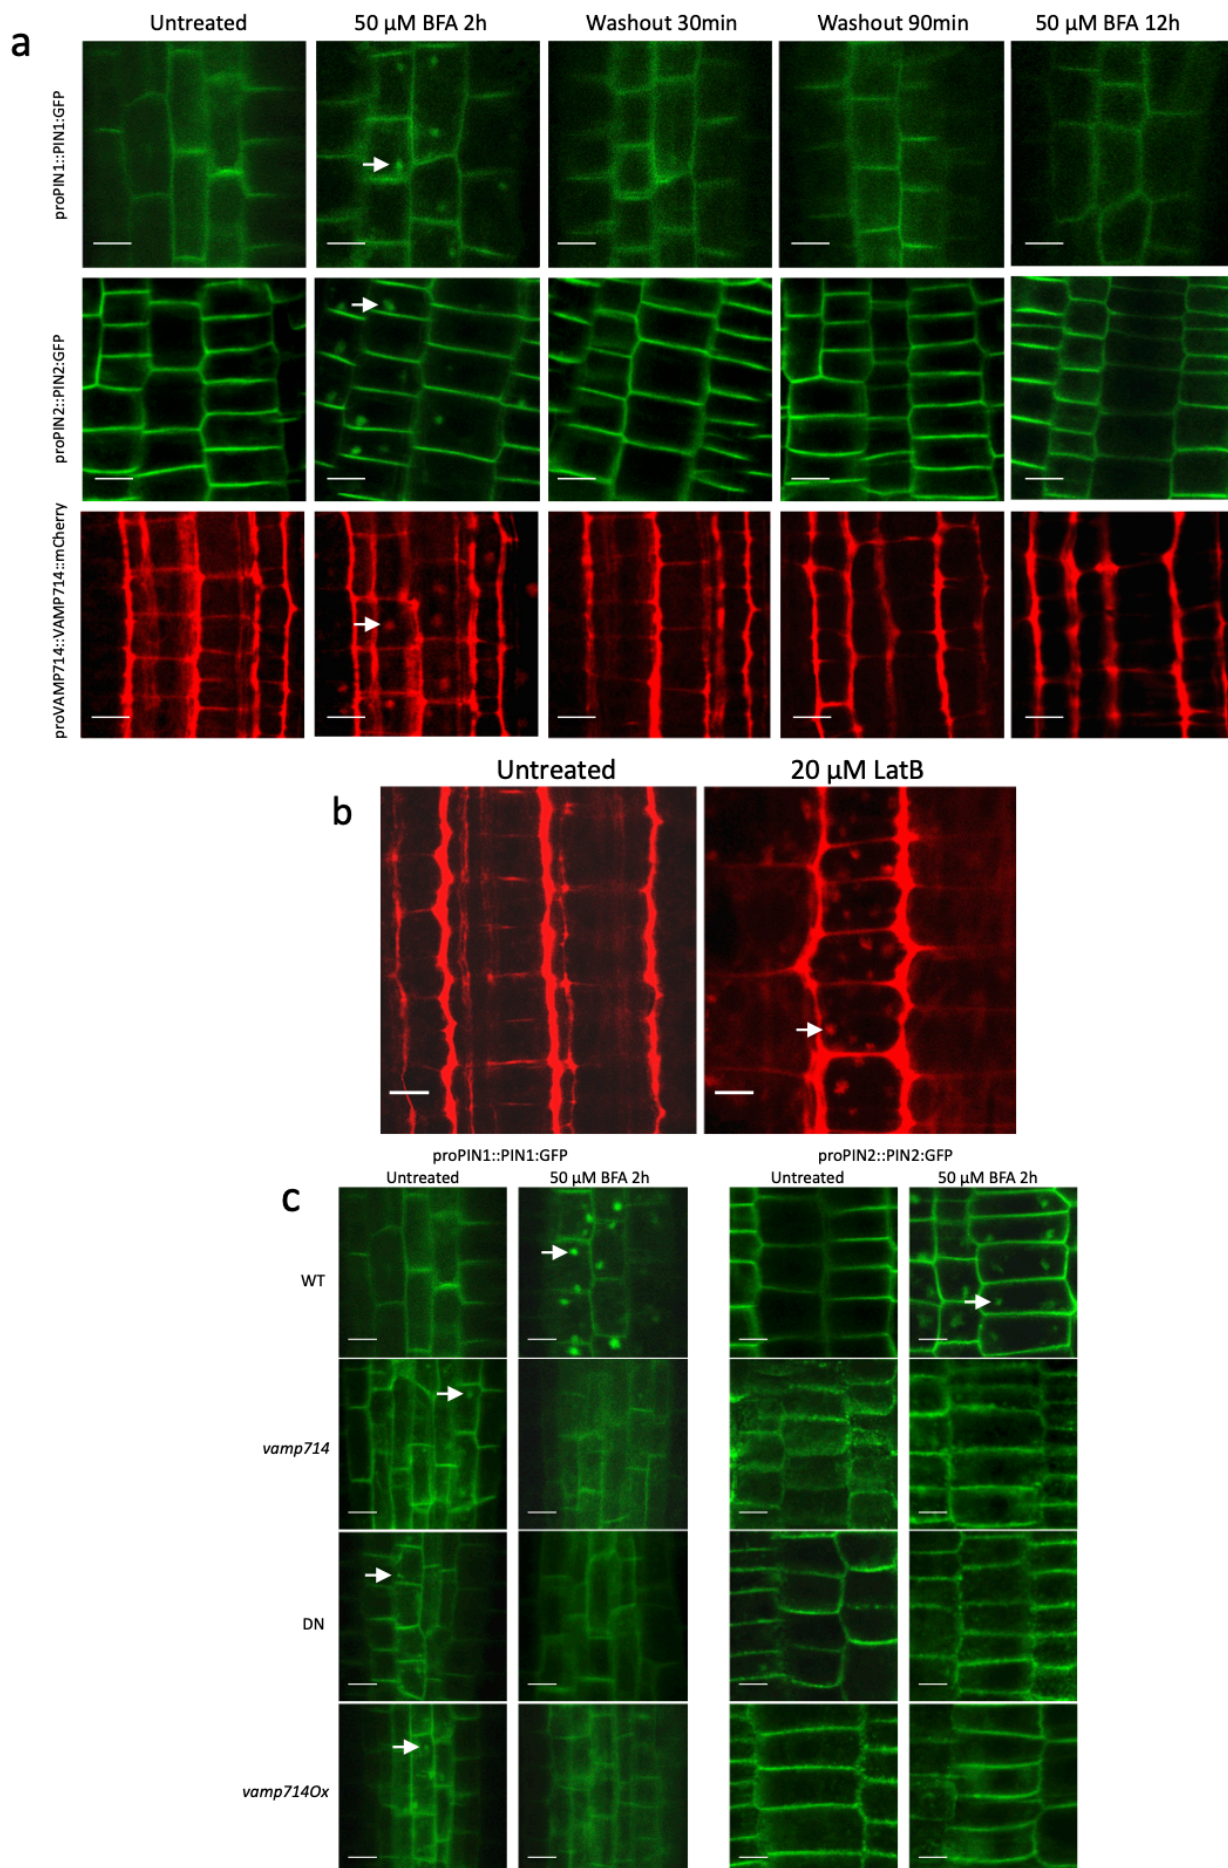 a
Untreated
50 µM BFA 2h
Washout 30min
Washout 90min
50 µM BFA 12h
proPIN1::PIN1:GFP
proPIN2::PIN2:GFP
proVAMP714::VAMP714::mCherry
b
Untreated
20 µM LatB
c
proPIN1::PIN1:GFP
proPIN2::PIN2:GFP
Untreated
50 µM BFA 2h
Untreated
50 µM BFA 2h
WT
vamp714
DN
vamp714Ox